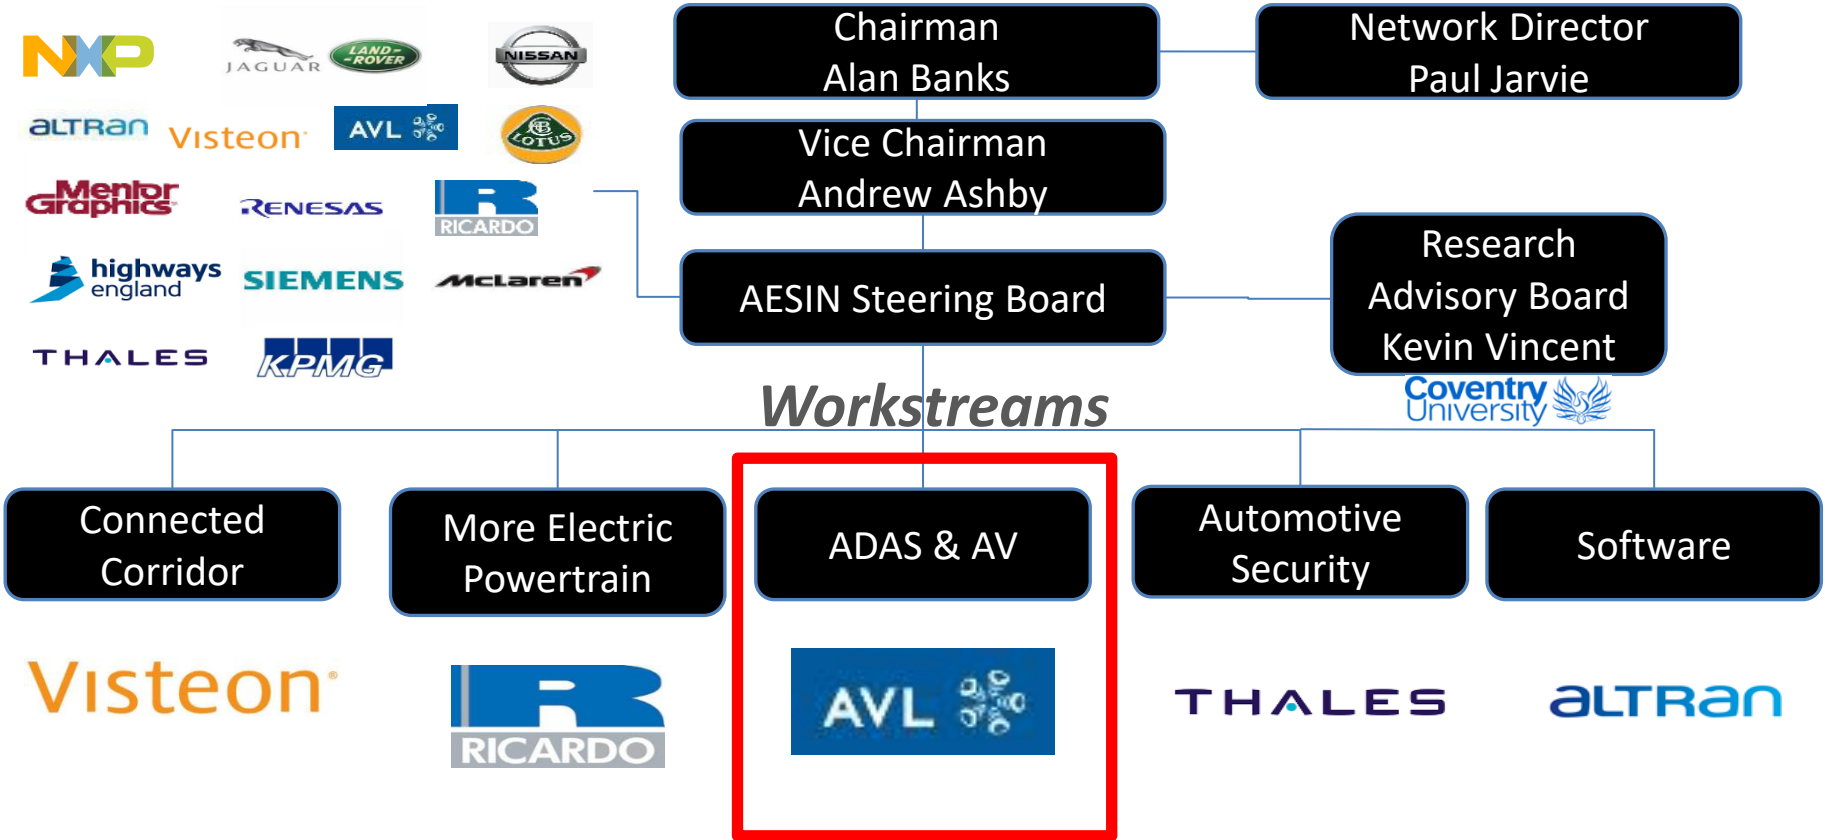 NXP
JAGUAR
LAND-
-ROVER
NISSAN
Chairman
Alan Banks
Network Director
Paul Jarvie
aLTRan
Visteon
AVL
LOTUS
Vice Chairman
Andrew Ashby
Mentor
Graphics
RENESAS
RICARDO
highways
england
SIEMENS
McLaren
AESIN Steering Board
Research
Advisory Board
Kevin Vincent
THALES
KPMG
Coventry
University
Workstreams
Connected
Corridor
More Electric
Powertrain
ADAS & AV
Automotive
Security
Software
Visteon®
RICARDO
AVL
THALES
aLTRan